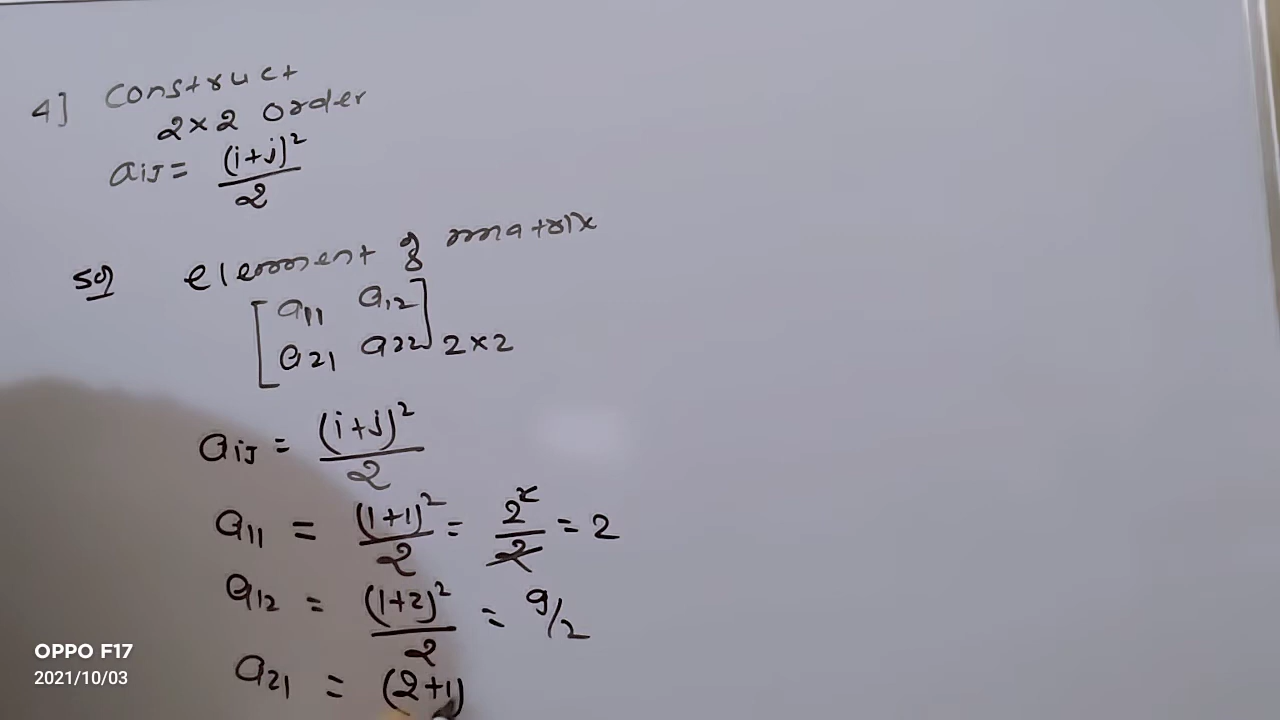 4] Construct
2×2 order
aij = (i+j)²/2
Sol element of matrix
[a11 a12
a21 a22] 2×2
aij = (i+j)²/2
a11 = (1+1)²/2 = 2²/2 = 2
a12 = (1+2)²/2 = 9/2
a21 = (2+1)
OPPO F17
2021/10/03